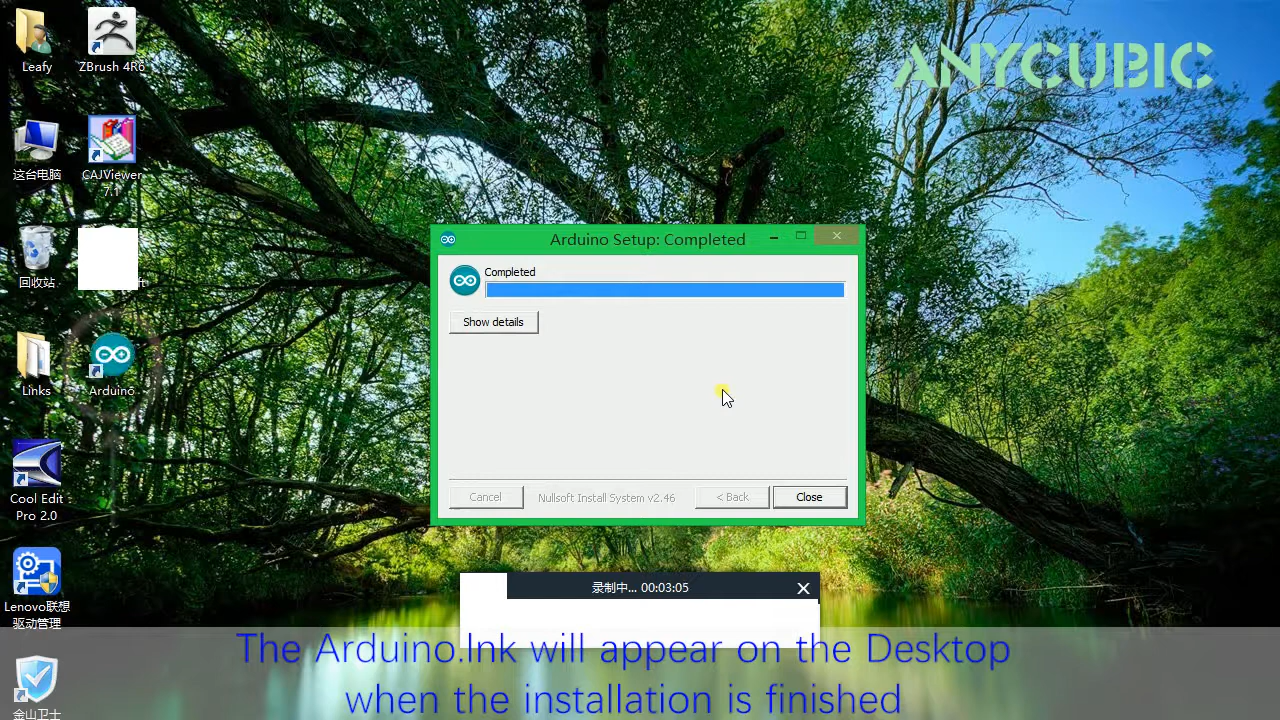 Leafy
ZBrush 4R6
ANYCUBIC
这台电脑
CAJViewer
7.1
回收站
Links
Arduino
Cool Edit
Pro 2.0
Lenovo联想
驱动管理
金山卫士
Arduino Setup: Completed
Completed
Show details
Cancel
Nullsoft Install System v2.46
< Back
Close
录制中... 00:03:05
The Arduino.lnk will appear on the Desktop
when the installation is finished